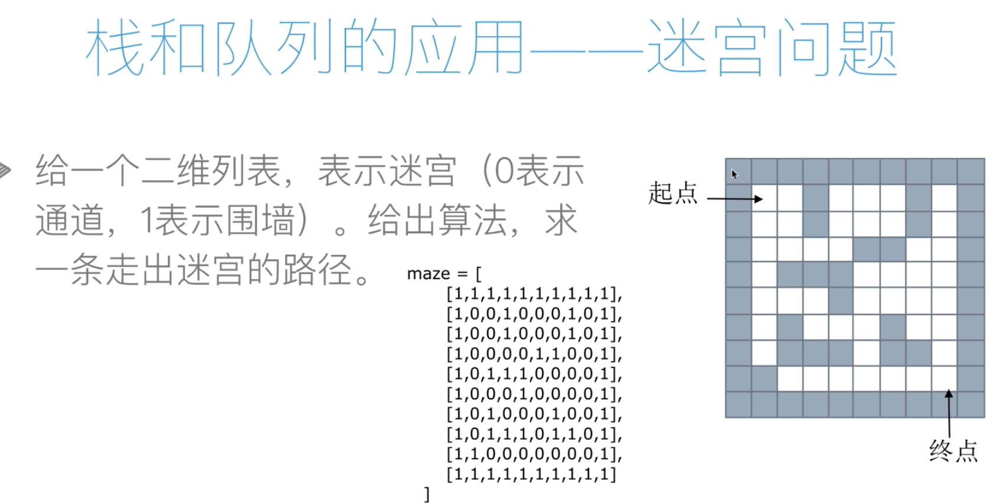 栈和队列的应用——迷宫问题
给一个二维列表，表示迷宫（0表示
通道，1表示围墙）。给出算法，求
一条走出迷宫的路径。
maze = [
[1,1,1,1,1,1,1,1,1,1],
[1,0,0,1,0,0,0,1,0,1],
[1,0,0,1,0,0,0,1,0,1],
[1,0,0,0,0,1,1,0,0,1],
[1,0,1,1,1,0,0,0,0,1],
[1,0,0,0,1,0,0,0,0,1],
[1,0,1,0,0,0,1,0,0,1],
[1,0,1,1,1,0,1,1,0,1],
[1,1,0,0,0,0,0,0,0,1],
[1,1,1,1,1,1,1,1,1,1]
]
起点
终点